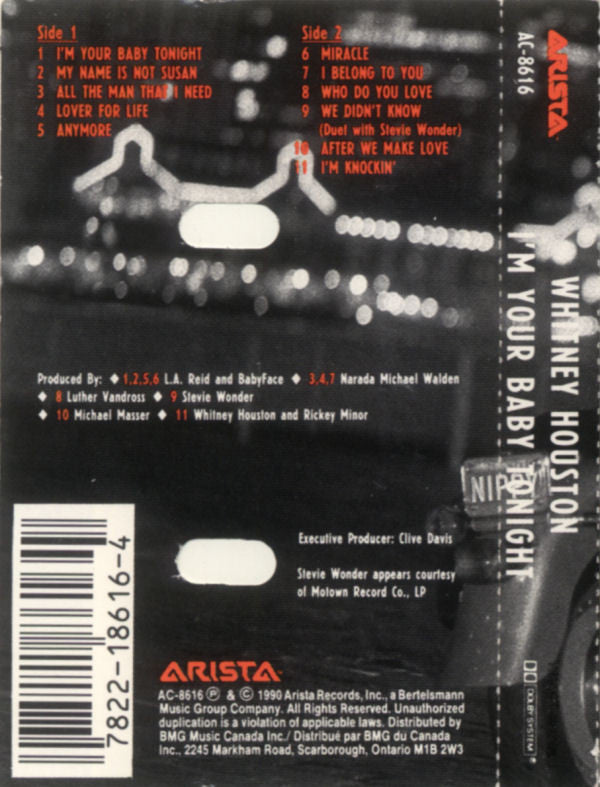 Side 1
1 I'M YOUR BABY TONIGHT
2 MY NAME IS NOT SUSAN
3 ALL THE MAN THAT I NEED
4 LOVER FOR LIFE
5 ANYMORE
Side 2
6 MIRACLE
7 I BELONG TO YOU
8 WHO DO YOU LOVE
9 WE DIDN'T KNOW
(Duet with Stevie Wonder)
10 AFTER WE MAKE LOVE
11 I'M KNOCKIN'
Produced By: ◆ 1,2,5,6 L.A. Reid and BabyFace ◆ 3,4,7 Narada Michael Walden
◆ 8 Luther Vandross ◆ 9 Stevie Wonder
◆ 10 Michael Masser ◆ 11 Whitney Houston and Rickey Minor
Executive Producer: Clive Davis
Stevie Wonder appears courtesy
of Motown Record Co., LP
7822-18616-4
ARISTA
AC-8616 Ⓟ & © 1990 Arista Records, Inc., a Bertelsmann
Music Group Company. All Rights Reserved. Unauthorized
duplication is a violation of applicable laws. Distributed by
BMG Music Canada Inc./ Distribué par BMG du Canada
Inc., 2245 Markham Road, Scarborough, Ontario M1B 2W3
ARISTA
AC-8616
WHITNEY HOUSTON
I'M YOUR BABY TONIGHT
DOLBY SYSTEM